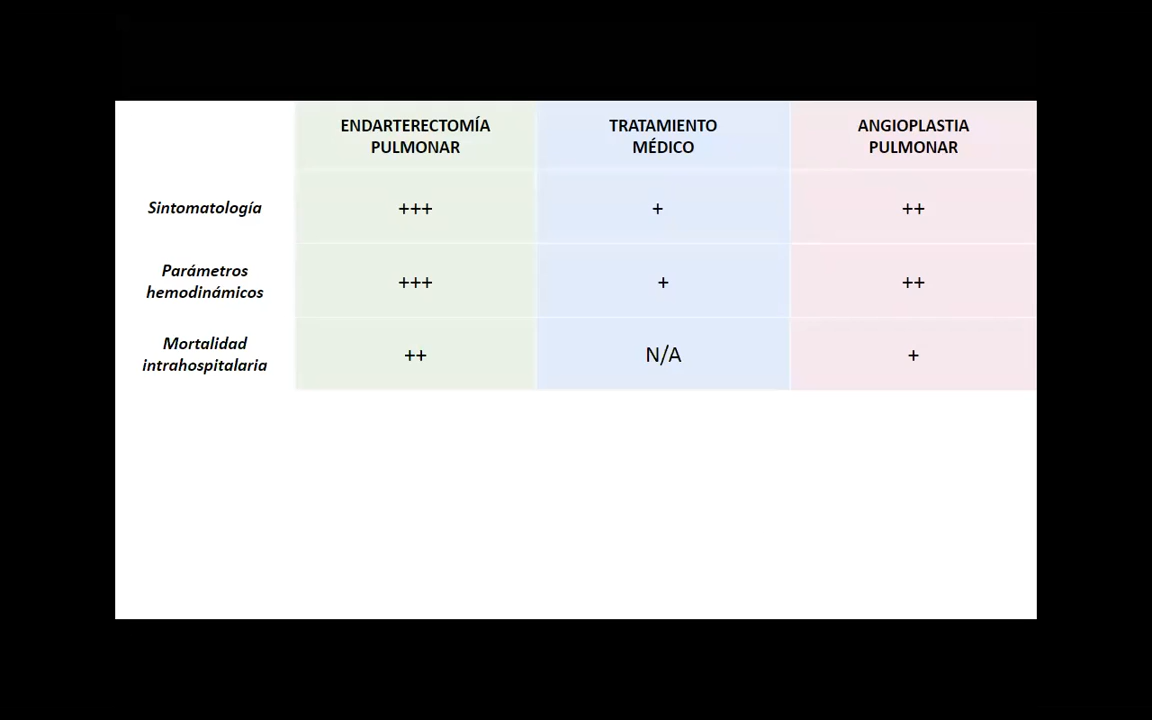 ENDARTERECTOMÍA
PULMONAR
TRATAMIENTO
MÉDICO
ANGIOPLASTIA
PULMONAR
Sintomatología
+++
+
++
Parámetros
hemodinámicos
+++
+
++
Mortalidad
intrahospitalaria
++
N/A
+